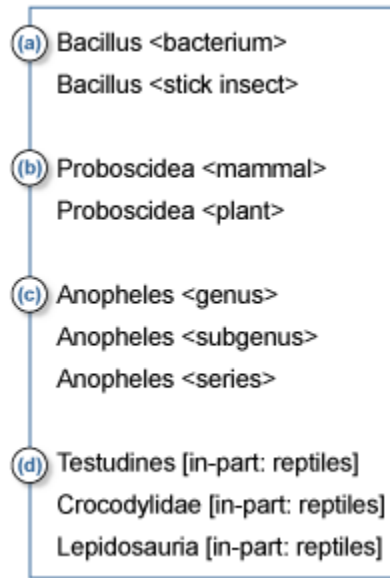 (a) Bacillus <bacterium>
Bacillus <stick insect>
(b) Proboscidea <mammal>
Proboscidea <plant>
(c) Anopheles <genus>
Anopheles <subgenus>
Anopheles <series>
(d) Testudines [in-part: reptiles]
Crocodylidae [in-part: reptiles]
Lepidosauria [in-part: reptiles]